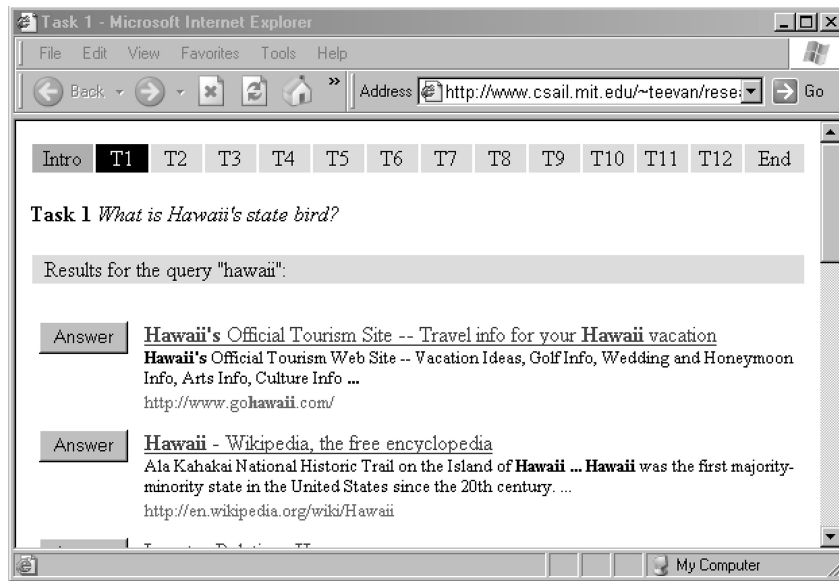 Task 1 - Microsoft Internet Explorer
File Edit View Favorites Tools Help
Back » Address http://www.csail.mit.edu/~teevan/rese Go
Intro T1 T2 T3 T4 T5 T6 T7 T8 T9 T10 T11 T12 End
Task 1 What is Hawaii's state bird?
Results for the query "hawaii":
Answer Hawaii's Official Tourism Site -- Travel info for your Hawaii vacation
Hawaii's Official Tourism Web Site -- Vacation Ideas, Golf Info, Wedding and Honeymoon
Info, Arts Info, Culture Info ...
http://www.gohawaii.com/
Answer Hawaii - Wikipedia, the free encyclopedia
Ala Kahakai National Historic Trail on the Island of Hawaii ... Hawaii was the first majority-
minority state in the United States since the 20th century. ...
http://en.wikipedia.org/wiki/Hawaii
My Computer